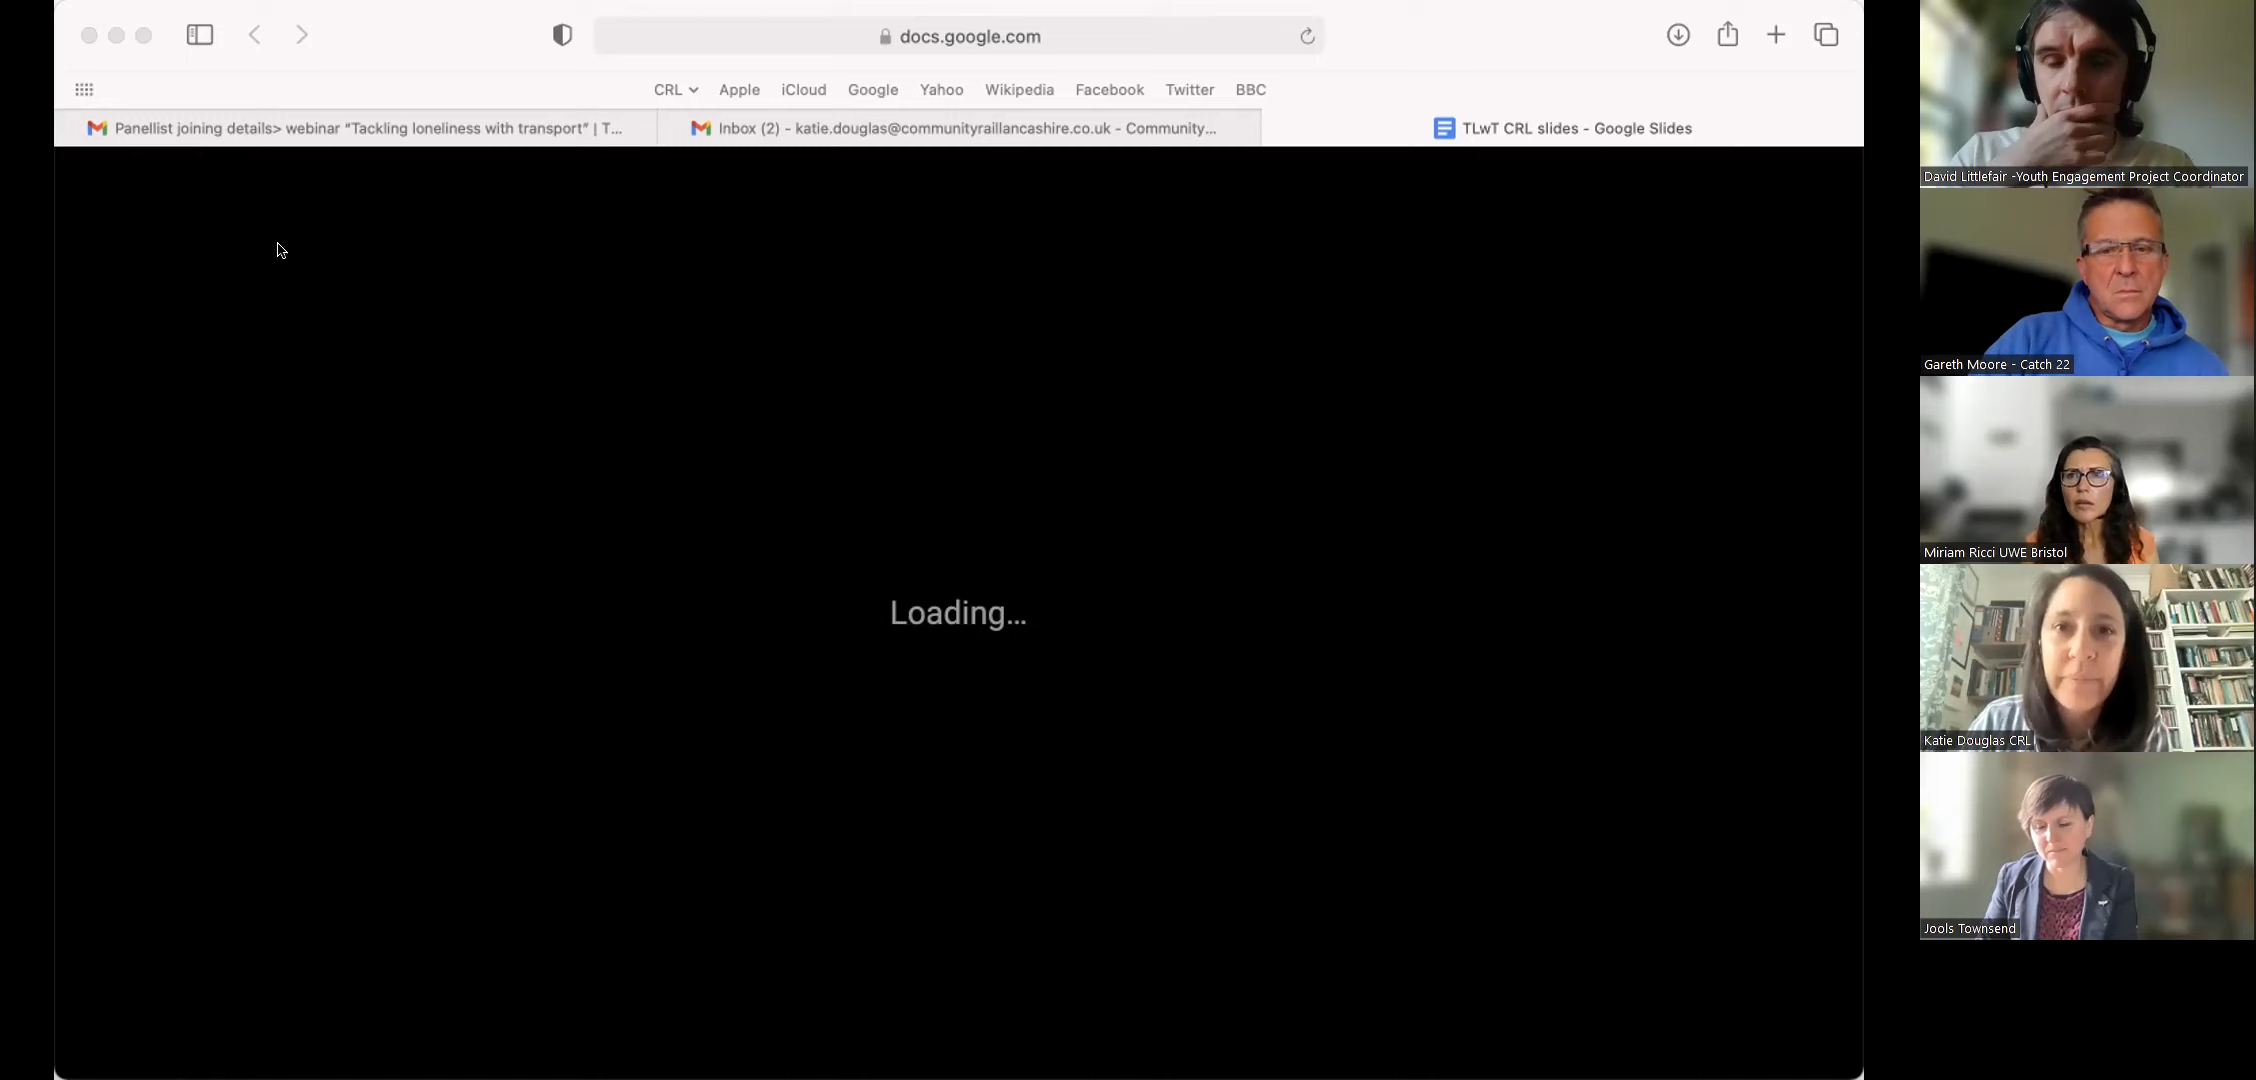 docs.google.com
CRL
Apple
iCloud
Google
Yahoo
Wikipedia
Facebook
Twitter
BBC
Panellist joining details> webinar "Tackling loneliness with transport" | T...
Inbox (2) - katie.douglas@communityraillancashire.co.uk - Community...
TLwT CRL slides - Google Slides
Loading...
David Littlefair -Youth Engagement Project Coordinator
Gareth Moore - Catch 22
Miriam Ricci UWE Bristol
Katie Douglas CRL
Jools Townsend